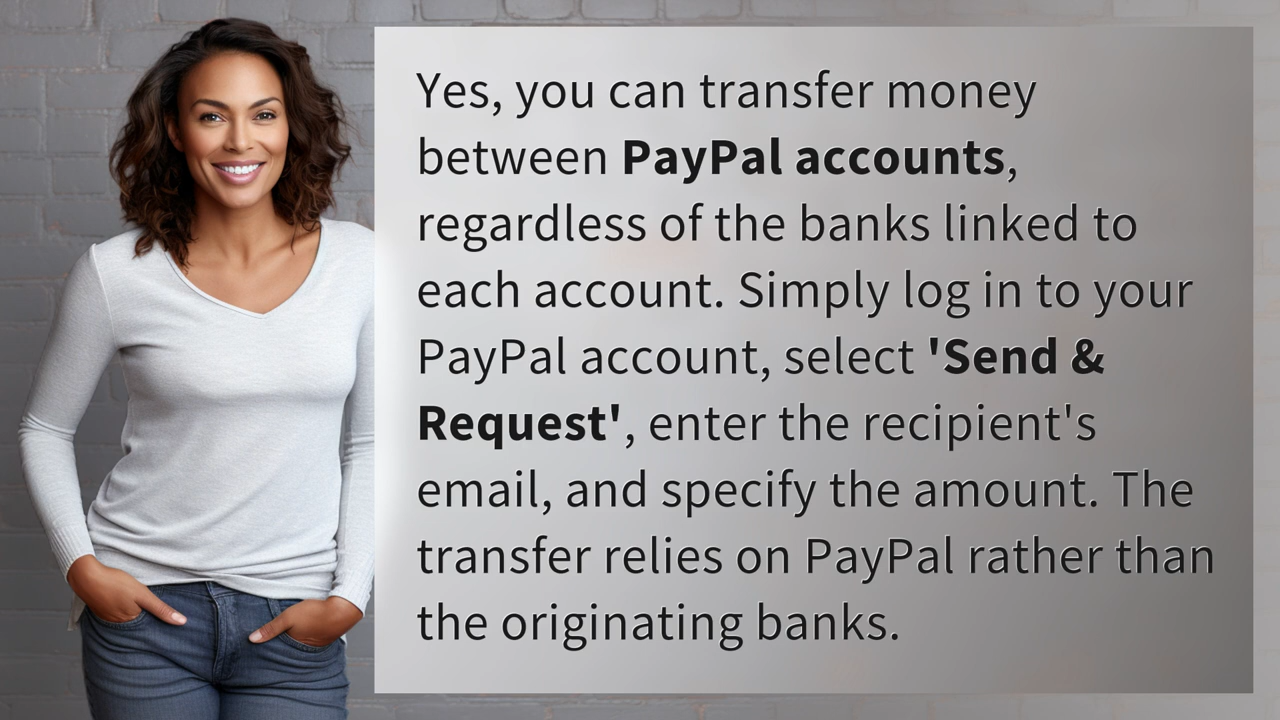 Yes, you can transfer money
between PayPal accounts,
regardless of the banks linked to
each account. Simply log in to your
PayPal account, select 'Send &
Request', enter the recipient's
email, and specify the amount. The
transfer relies on PayPal rather than
the originating banks.